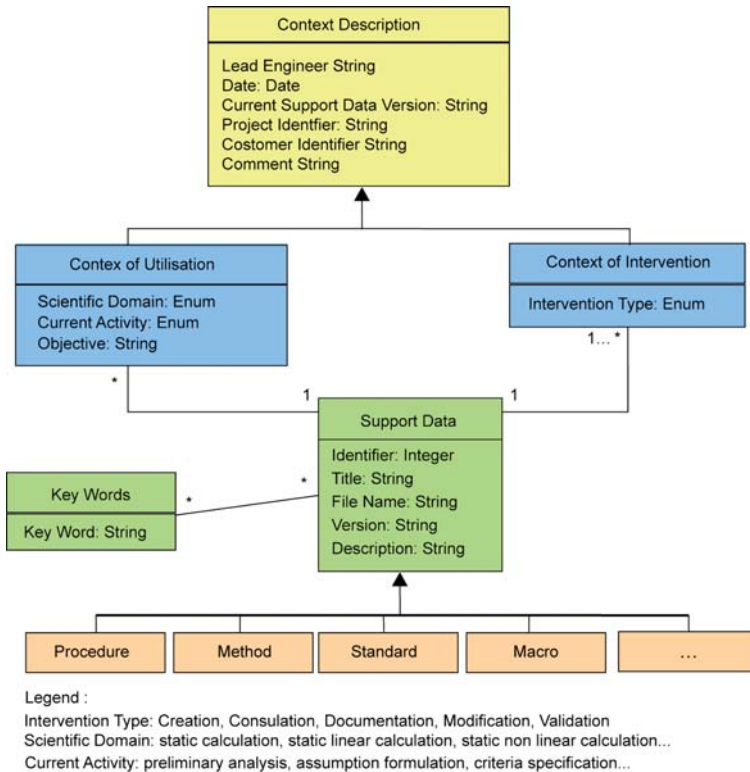 Context Description
Lead Engineer String
Date: Date
Current Support Data Version: String
Project Identfier: String
Costomer Identifier String
Comment String
Contex of Utilisation
Scientific Domain: Enum
Current Activity: Enum
Objective: String
Context of Intervention
Intervention Type: Enum
1... *
*
1
1
Support Data
Identifier: Integer
Title: String
File Name: String
Version: String
Description: String
Key Words
Key Word: String
*
*
Procedure
Method
Standard
Macro
...
Legend :
Intervention Type: Creation, Consulation, Documentation, Modification, Validation
Scientific Domain: static calculation, static linear calculation, static non linear calculation...
Current Activity: preliminary analysis, assumption formulation, criteria specification...